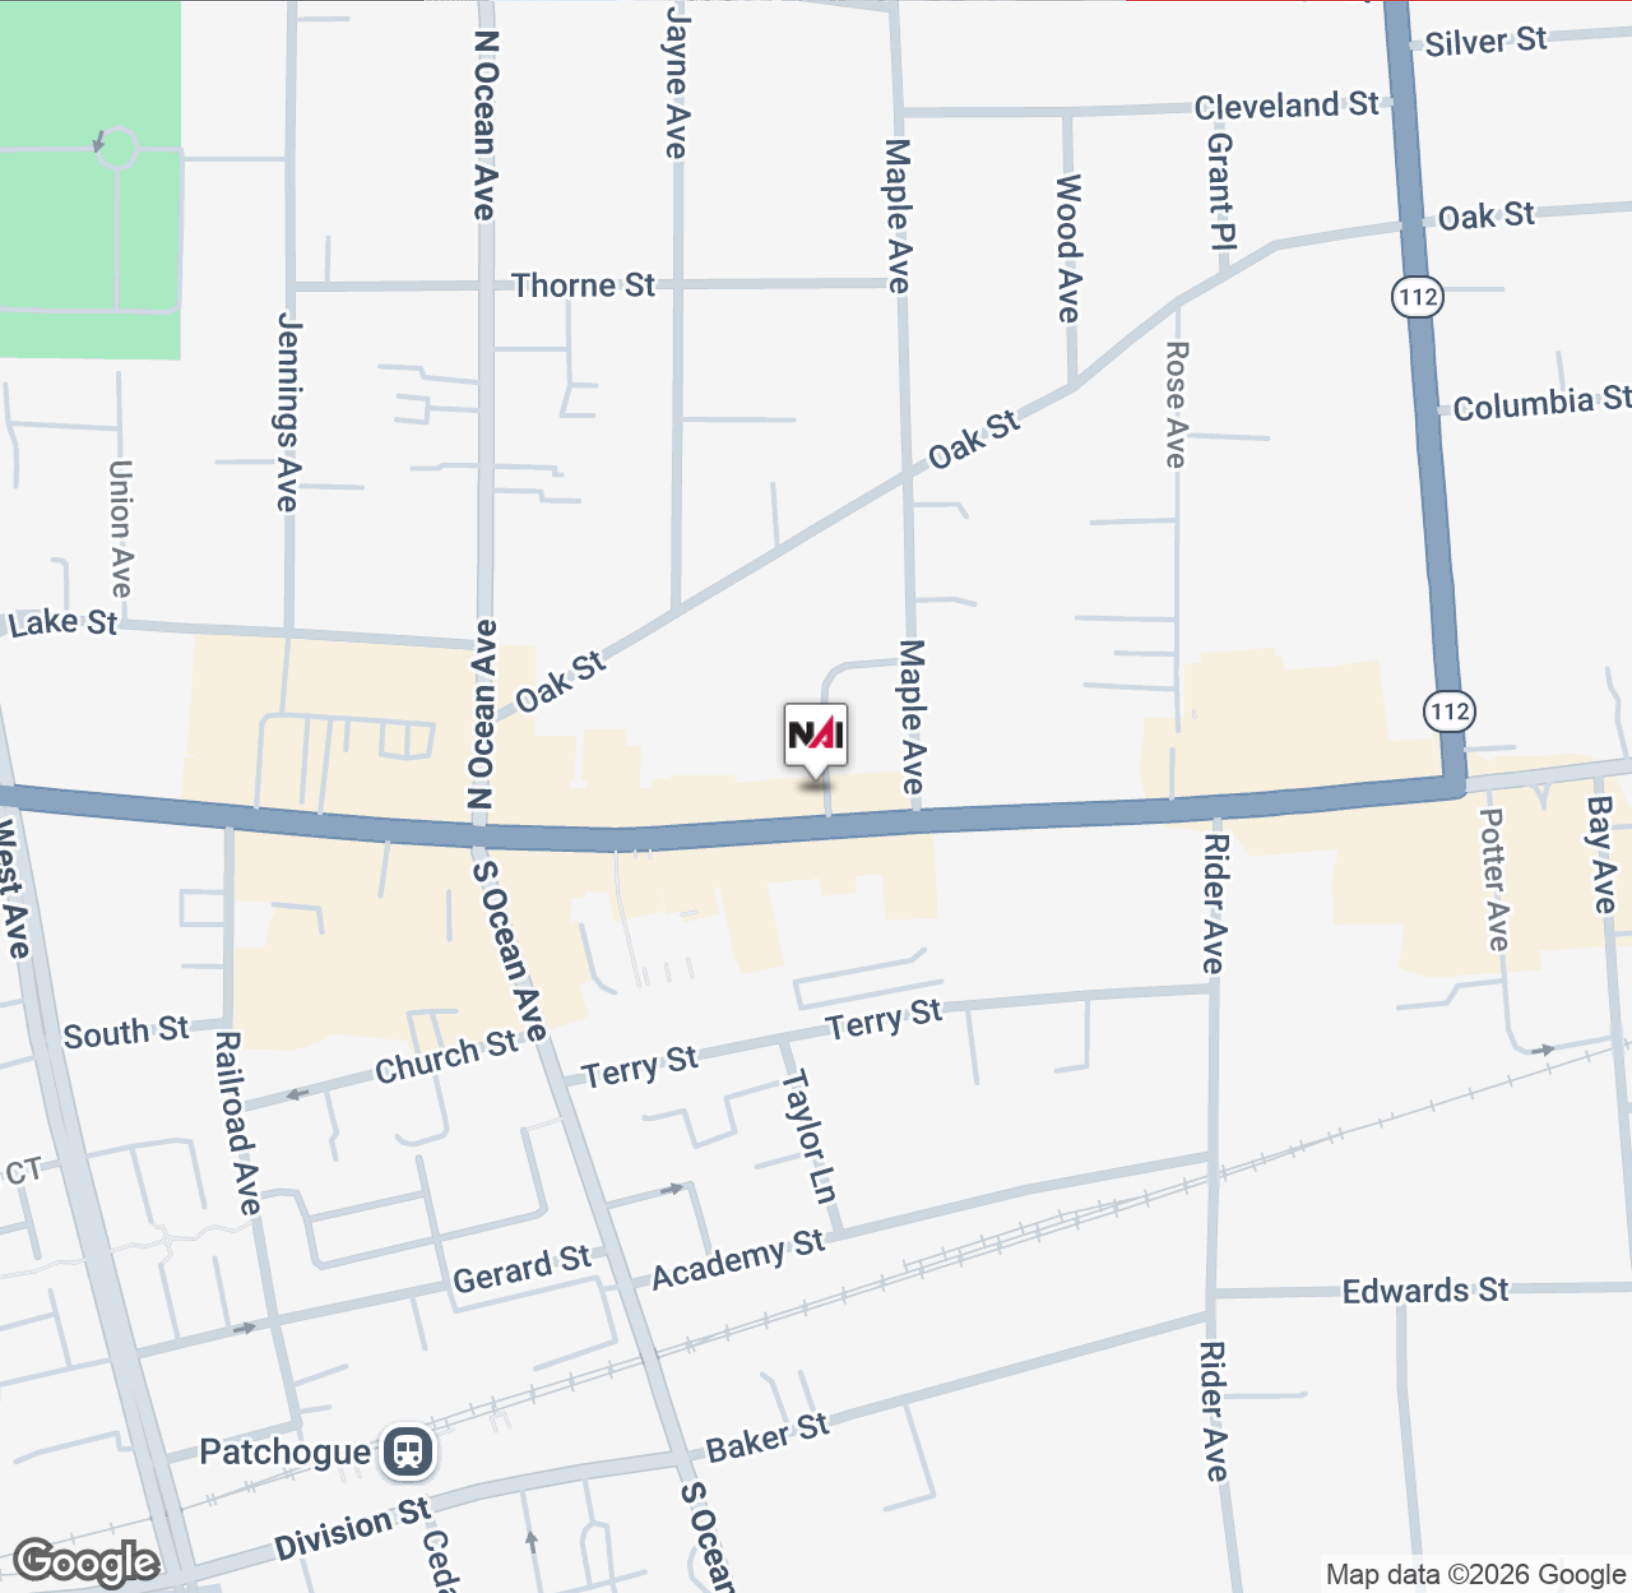 Silver St
N Ocean Ave
Jayne Ave
Cleveland St
Maple Ave
Grant Pl
Wood Ave
Oak St
Thorne St
112
Jennings Ave
Rose Ave
Columbia St
Oak St
Union Ave
Lake St
N Ocean Ave
Oak St
Maple Ave
NAI
112
West Ave
S Ocean Ave
Rider Ave
Potter Ave
Bay Ave
South St
Railroad Ave
Church St
Terry St
Terry St
Taylor Ln
CT
Gerard St
Academy St
Edwards St
Rider Ave
Patchogue
Baker St
Division St
S Ocean
Ceda
Google
Map data ©2026 Google